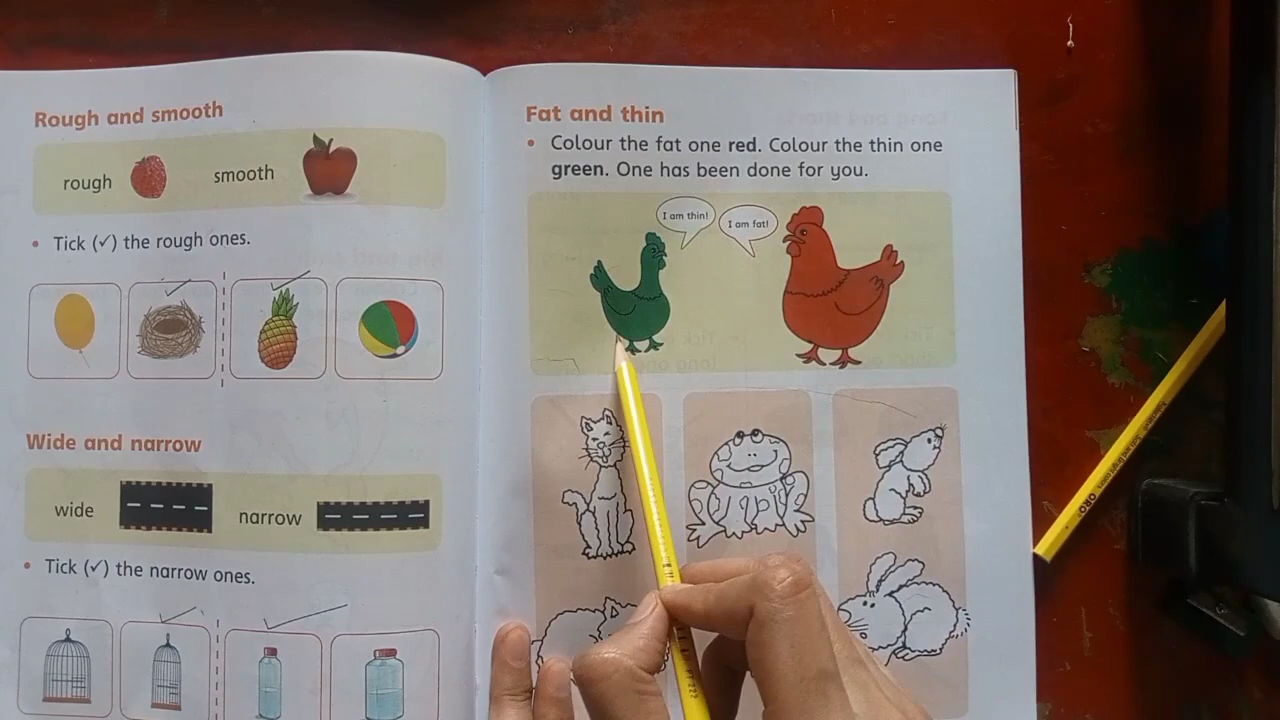 Rough and smooth
rough
smooth
• Tick (✓) the rough ones.
Wide and narrow
wide
narrow
• Tick (✓) the narrow ones.
Fat and thin
• Colour the fat one red. Colour the thin one
green. One has been done for you.
I am thin!
I am fat!
ORO